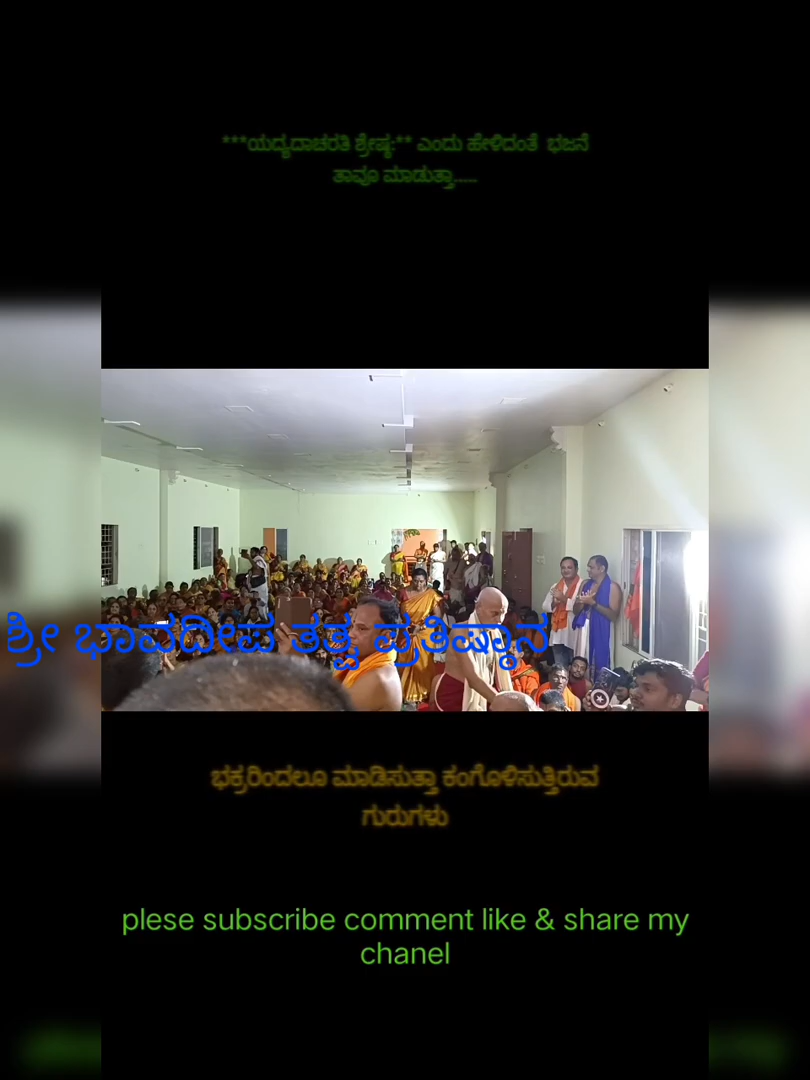 ***ಯದ್ಯದಾಚರತಿ ಶ್ರೇಷ್ಠ:** ಎಂದು ಹೇಳಿದಂತೆ ಭಜನೆ
ತಾವೂ ಮಾಡುತ್ತಾ.....
ಶ್ರೀ ಭಾವದೀಪ ತತ್ವ ಪ್ರತಿಷ್ಠಾನ
ಭಕ್ತರಿಂದಲೂ ಮಾಡಿಸುತ್ತಾ ಕಂಗೊಳಿಸುತ್ತಿರುವ
ಗುರುಗಳು
plese subscribe comment like & share my
chanel